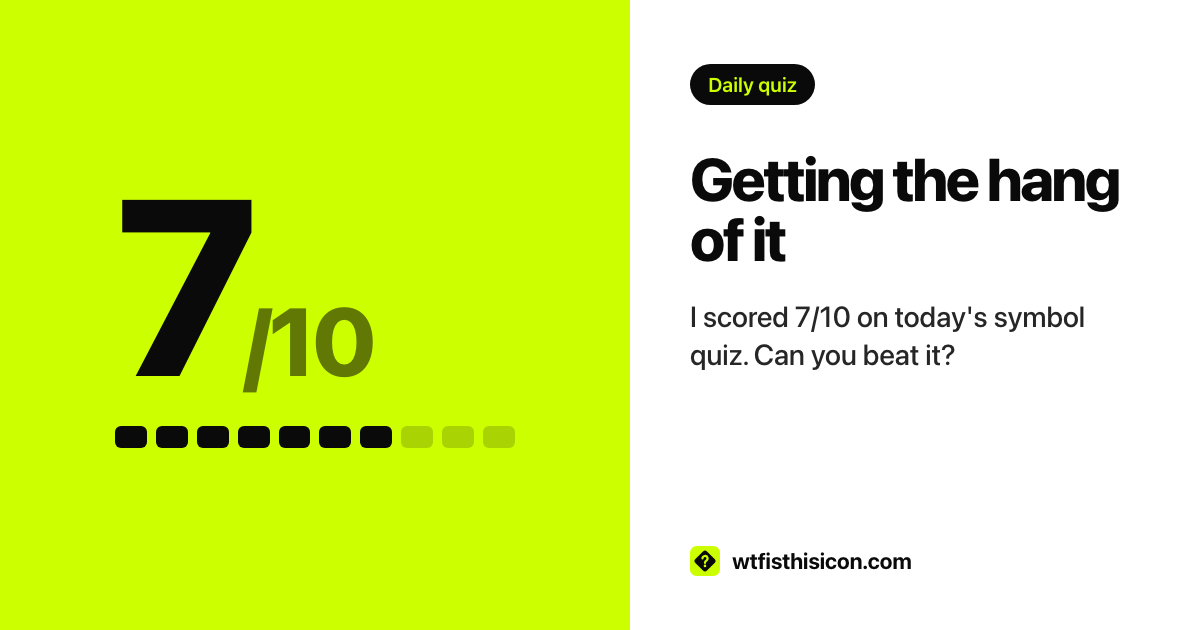 7/10
Daily quiz
Getting the hang
of it
I scored 7/10 on today's symbol
quiz. Can you beat it?
? wtfisthisicon.com